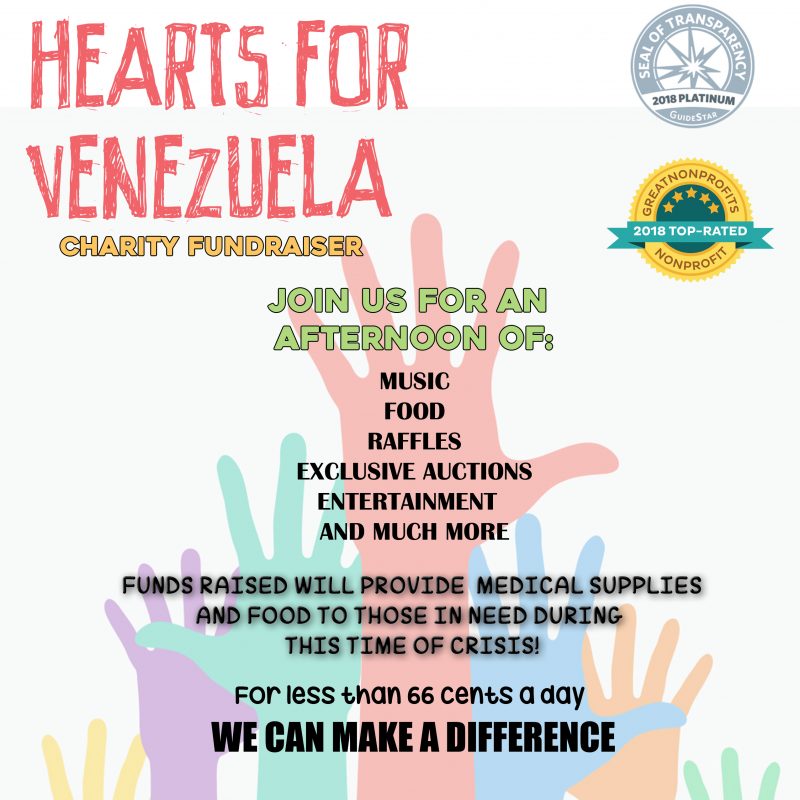 HEARTS FOR
VENEZUELA
CHARITY FUNDRAISER
SEAL OF TRANSPARENCY
2018 PLATINUM
GUIDESTAR
GREATNONPROFITS
2018 TOP-RATED
NONPROFIT
JOIN US FOR AN
AFTERNOON OF:
MUSIC
FOOD
RAFFLES
EXCLUSIVE AUCTIONS
ENTERTAINMENT
AND MUCH MORE
FUNDS RAISED WILL PROVIDE MEDICAL SUPPLIES
AND FOOD TO THOSE IN NEED DURING
THIS TIME OF CRISIS!
For less than 66 cents a day
WE CAN MAKE A DIFFERENCE